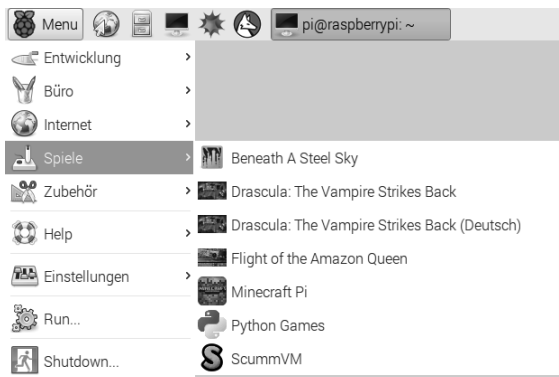 Menu
pi@raspberrypi: ~
Entwicklung
Büro
Internet
Spiele
Zubehör
Help
Einstellungen
Run...
Shutdown...
Beneath A Steel Sky
Drascula: The Vampire Strikes Back
Drascula: The Vampire Strikes Back (Deutsch)
Flight of the Amazon Queen
Minecraft Pi
Python Games
ScummVM